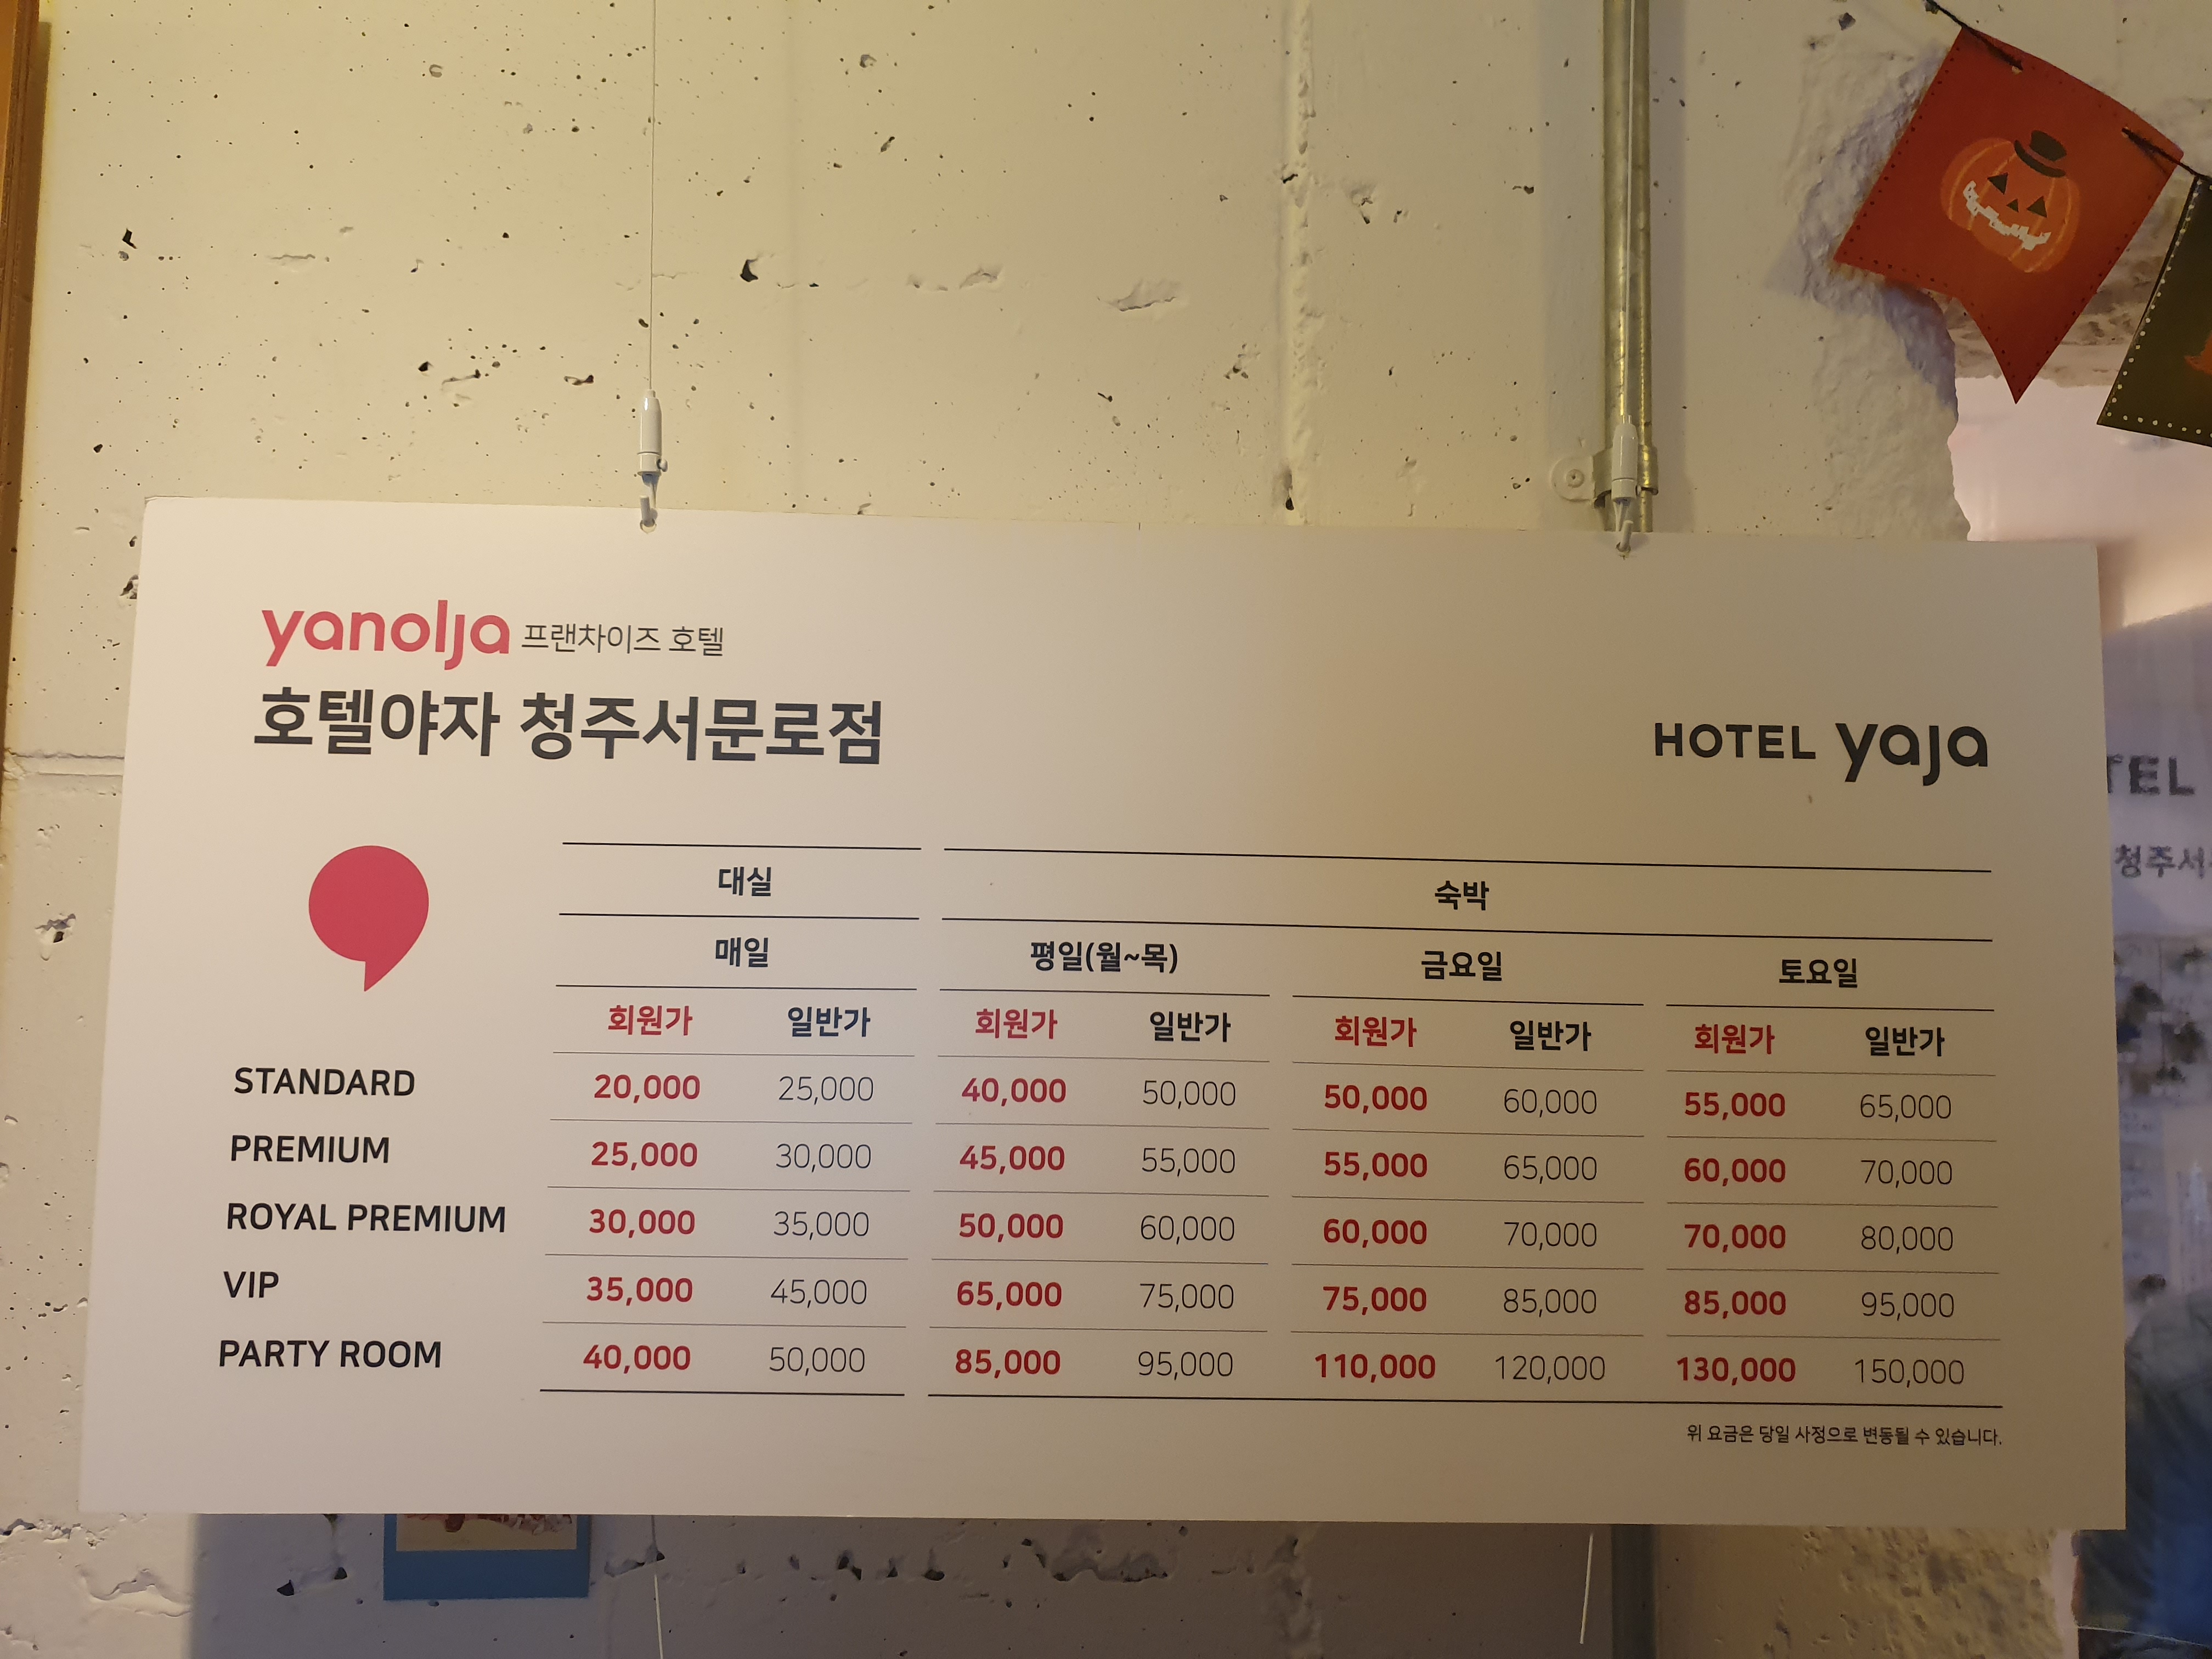 yanolja 프랜차이즈 호텔
호텔야자 청주서문로점
HOTEL yaja
대실 숙박
매일 평일(월~목) 금요일 토요일
회원가 일반가 회원가 일반가 회원가 일반가 회원가 일반가
STANDARD 20,000 25,000 40,000 50,000 50,000 60,000 55,000 65,000
PREMIUM 25,000 30,000 45,000 55,000 55,000 65,000 60,000 70,000
ROYAL PREMIUM 30,000 35,000 50,000 60,000 60,000 70,000 70,000 80,000
VIP 35,000 45,000 65,000 75,000 75,000 85,000 85,000 95,000
PARTY ROOM 40,000 50,000 85,000 95,000 110,000 120,000 130,000 150,000
위 요금은 당일 사정으로 변동될 수 있습니다.
TEL
청주서